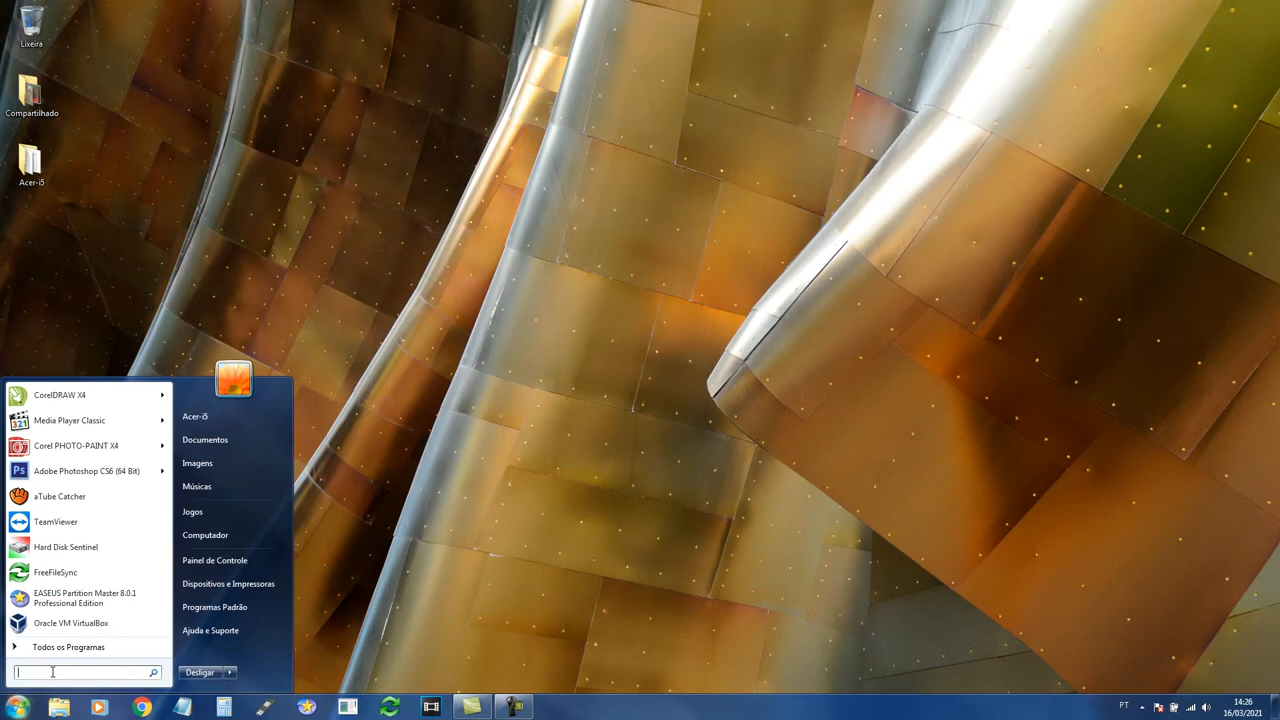 Lixeira
Compartilhado
Acer-i5
CorelDRAW X4
Media Player Classic
321
Corel PHOTO-PAINT X4
Ps
Adobe Photoshop CS6 (64 Bit)
aTube Catcher
TeamViewer
Hard Disk Sentinel
FreeFileSync
EASEUS Partition Master 8.0.1
Professional Edition
Oracle VM VirtualBox
Todos os Programas
Acer-i5
Documentos
Imagens
Músicas
Jogos
Computador
Painel de Controle
Dispositivos e Impressoras
Programas Padrão
Ajuda e Suporte
Desligar
PT
14:26
16/03/2021